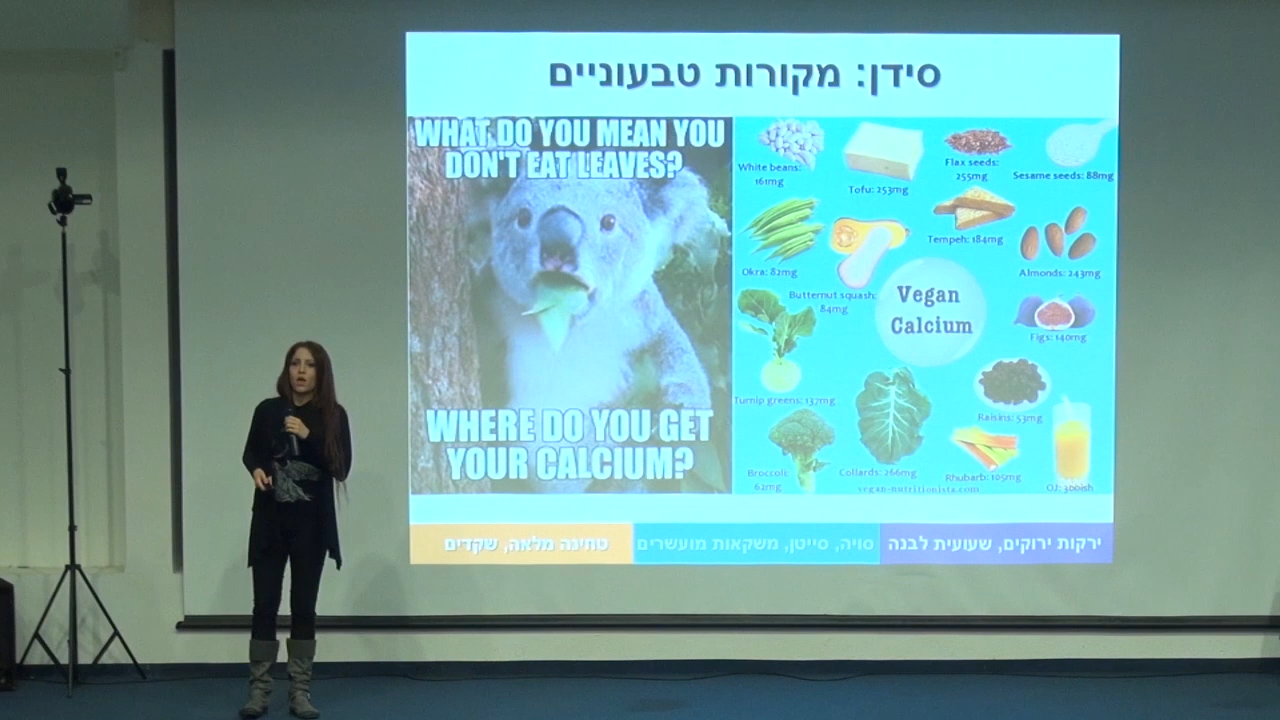 סידן: מקורות טבעוניים
WHAT DO YOU MEAN YOU
DON'T EAT LEAVES?
WHERE DO YOU GET
YOUR CALCIUM?
White beans:
161mg
Tofu: 253mg
Flax seeds:
255mg
Sesame seeds: 88mg
Okra: 82mg
Butternut squash:
84mg
Tempeh: 184mg
Almonds: 243mg
Vegan
Calcium
Figs: 140mg
Turnip greens: 137mg
Raisins: 53mg
Broccoli:
62mg
Collards: 266mg
Rhubarb: 105mg
OJ: 300ish
vegan-nutritionista.com
ירקות ירוקים, שעועית לבנה
סויה, סייטן, משקאות מועשרים
טחינה מלאה, שקדים